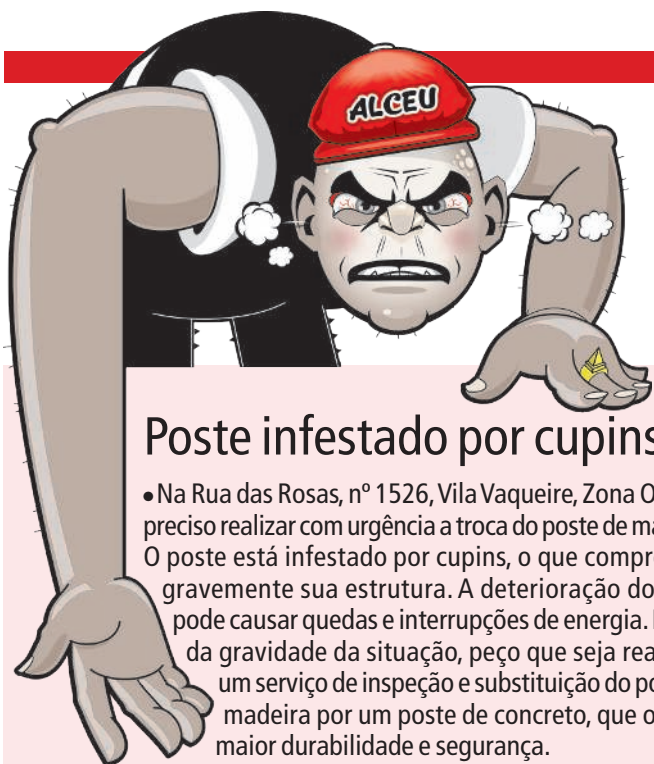 ALCEU
Poste infestado por cupins
• Na Rua das Rosas, nº 1526, Vila Vaqueire, Zona O
preciso realizar com urgência a troca do poste de ma
O poste está infestado por cupins, o que compr
gravemente sua estrutura. A deterioração do
pode causar quedas e interrupções de energia.
da gravidade da situação, peço que seja rea
um serviço de inspeção e substituição do po
madeira por um poste de concreto, que o
maior durabilidade e segurança.